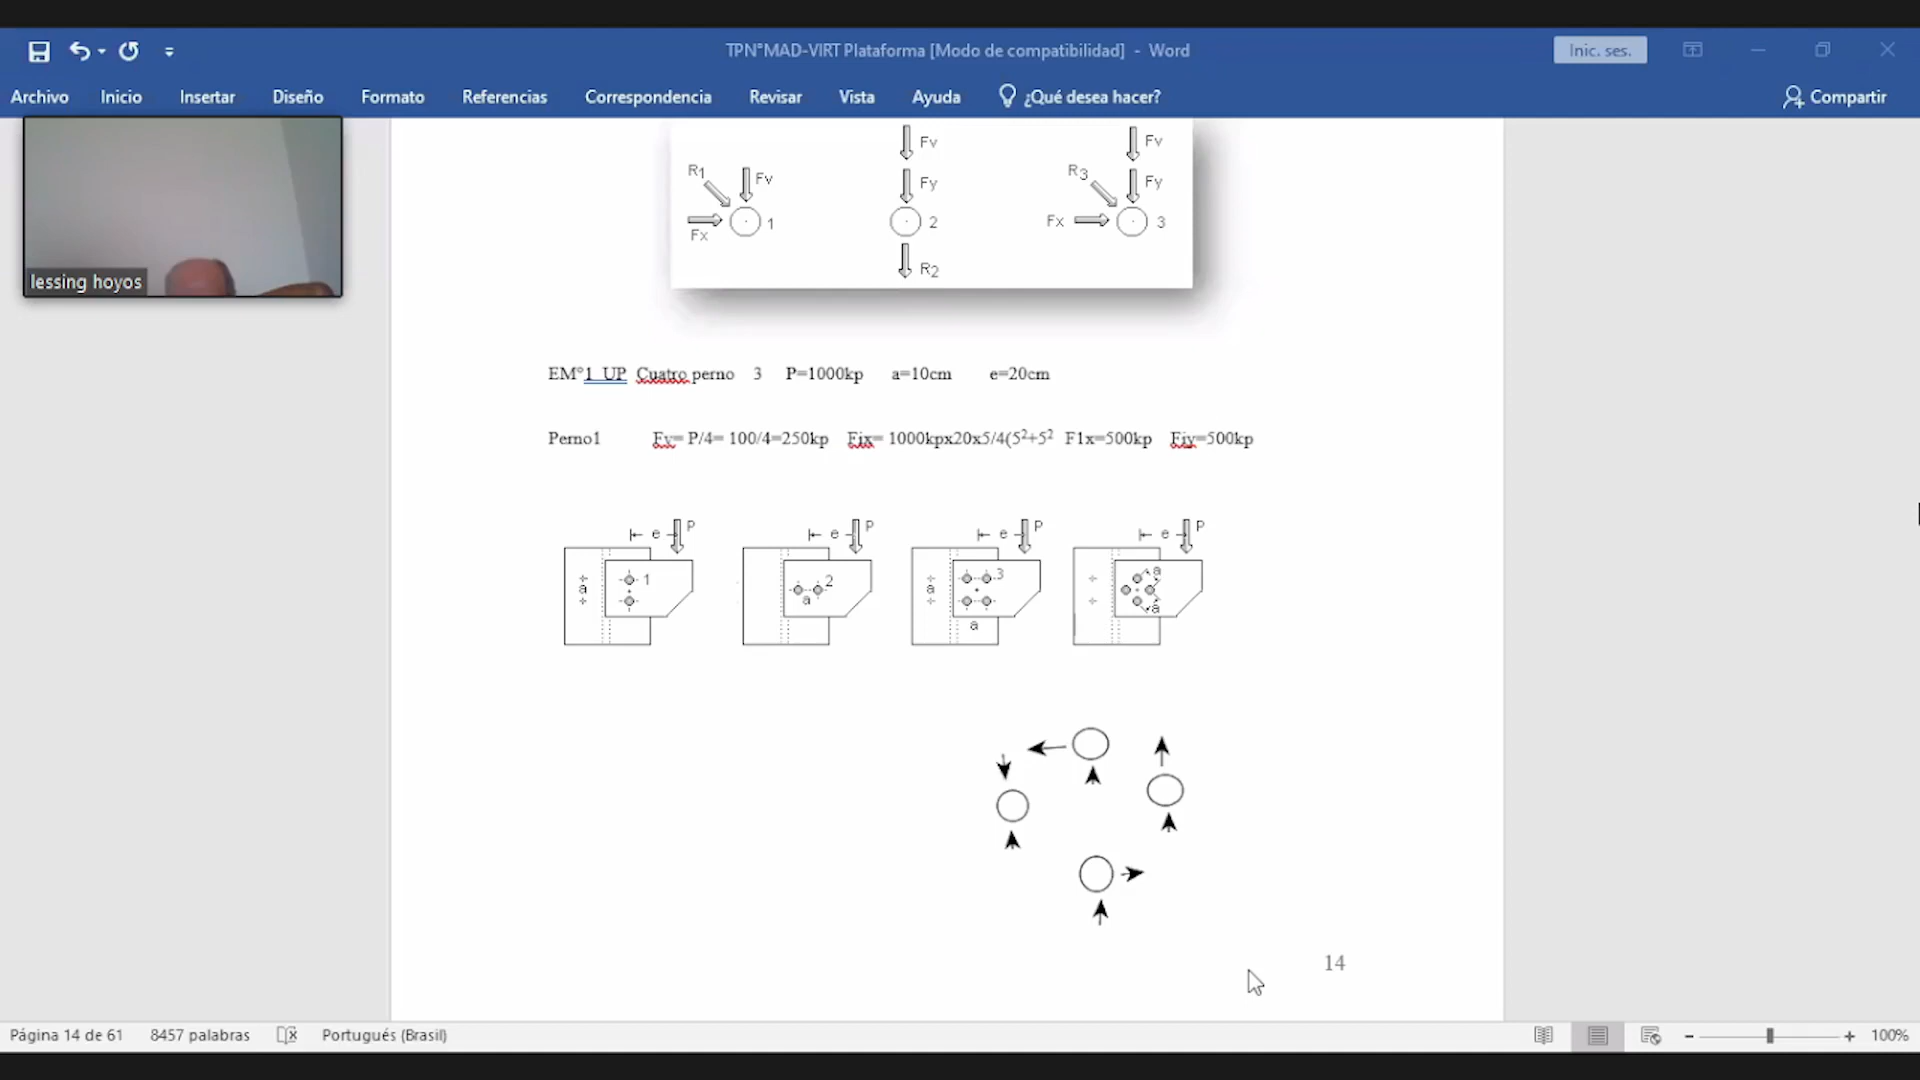 TPN°MAD-VIRT Plataforma [Modo de compatibilidad] - Word
Inic. ses.
Archivo Inicio Insertar Diseño Formato Referencias Correspondencia Revisar Vista Ayuda ¿Qué desea hacer? Compartir
lessing hoyos
Fv Fv
R1 Fv Fy R3 Fy
Fx 1 2 Fx 3
R2
EM°1 UP Cuatro perno 3 P=1000kp a=10cm e=20cm
Perno1 Fv= P/4= 100/4=250kp Fix= 1000kpx20x5/4(5²+5² F1x=500kp Fiy=500kp
e P e P e P e P
a 1 2 a a 3 a a
a
14
Página 14 de 61 8457 palabras Portugués (Brasil) 100%